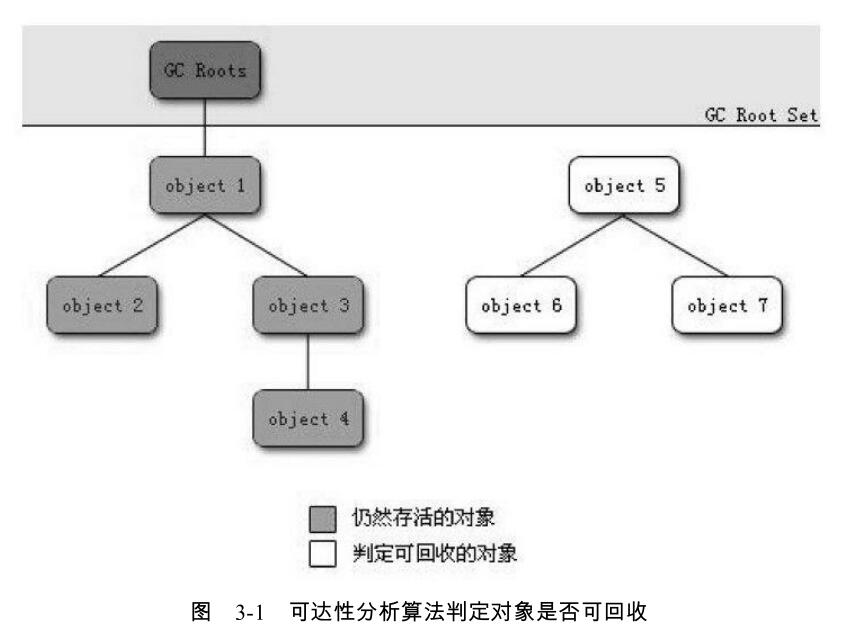 GC Roots
GC Root Set
object 1
object 5
object 2
object 3
object 6
object 7
object 4
仍然存活的对象
判定可回收的对象
图 3-1 可达性分析算法判定对象是否可回收